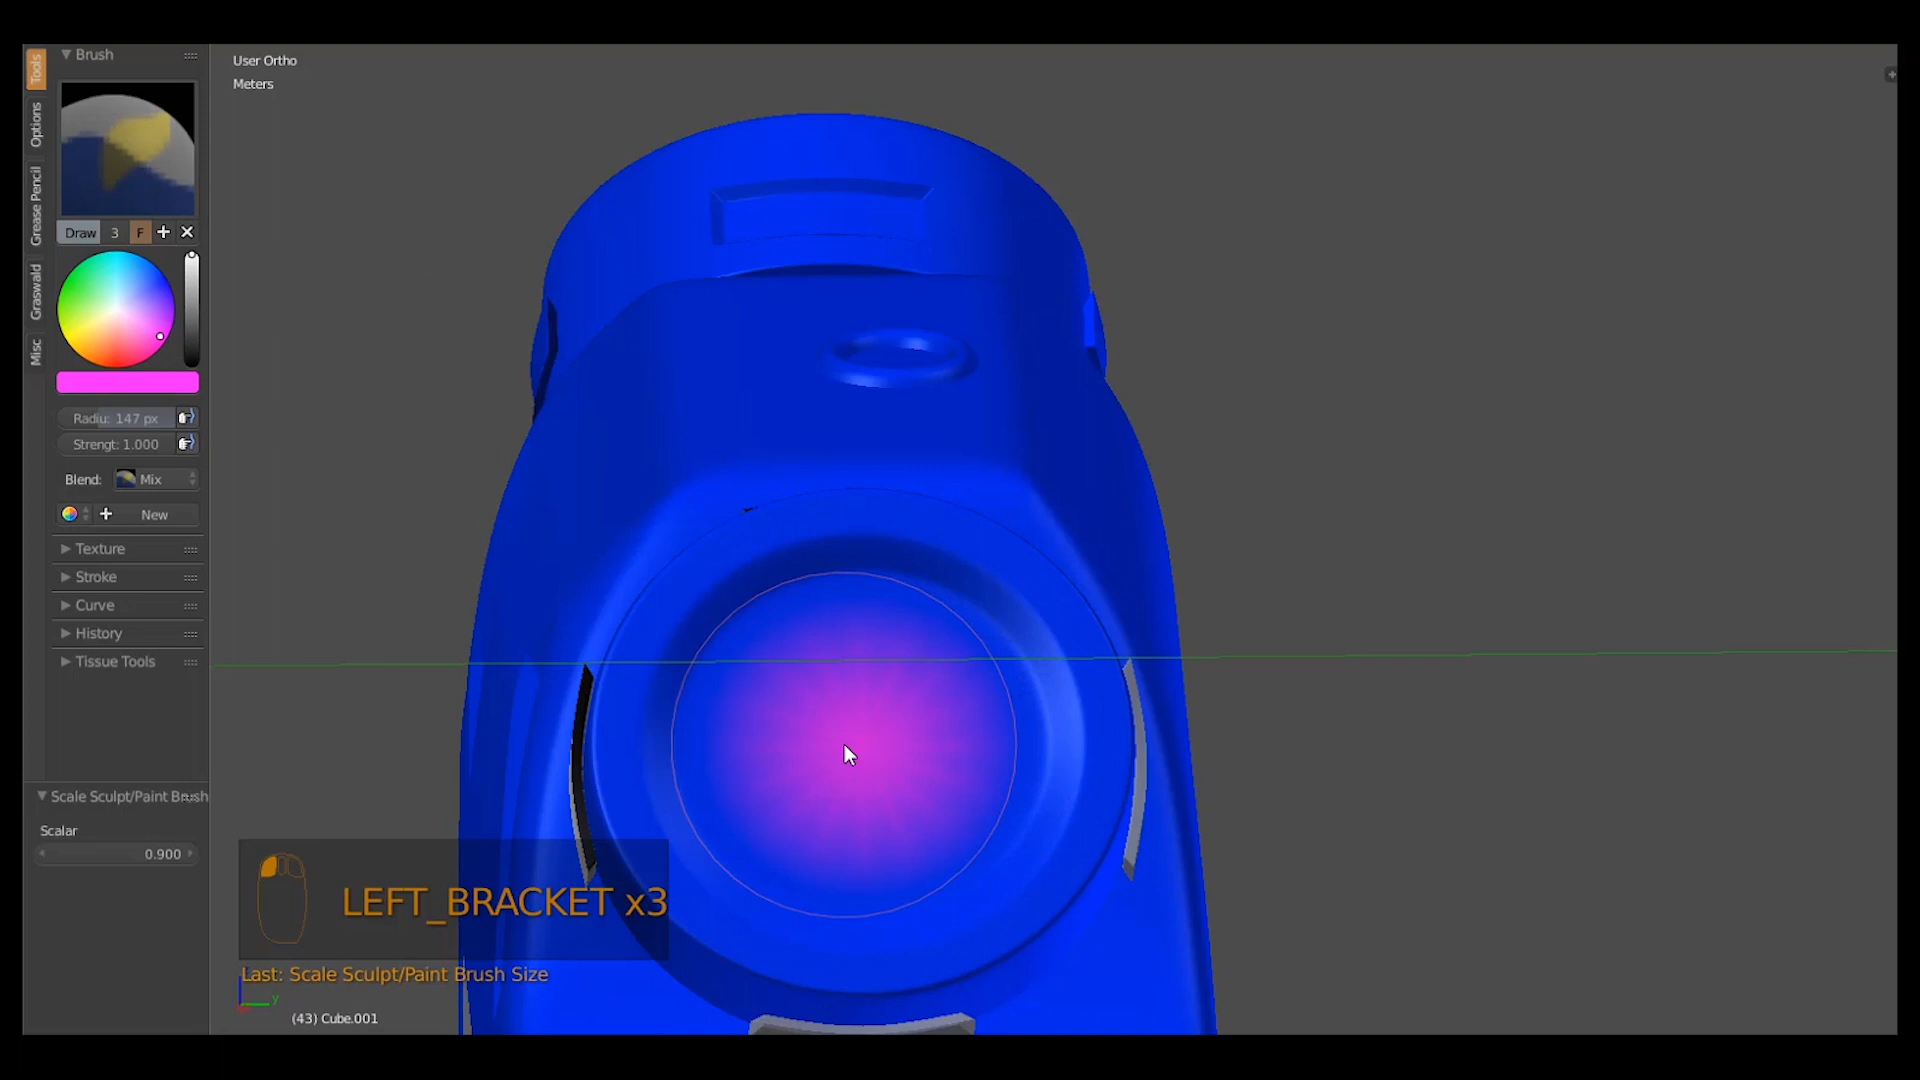 Brush
User Ortho
Meters
Tools
Options
Grease Pencil
Graswald
Misc
Draw 3 F
Radiu: 147 px
Strengt: 1.000
Blend: Mix
New
Texture
Stroke
Curve
History
Tissue Tools
Scale Sculpt/Paint Brush
Scalar
0.900
LEFT_BRACKET x3
Last: Scale Sculpt/Paint Brush Size
y
(43) Cube.001